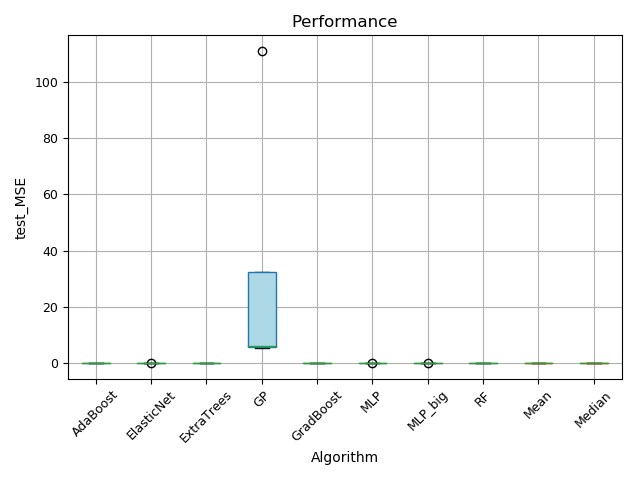 Performance
100
80
60
40
20
0
test_MSE
AdaBoost
ElasticNet
ExtraTrees
GP
GradBoost
MLP
MLP_big
RF
Mean
Median
Algorithm